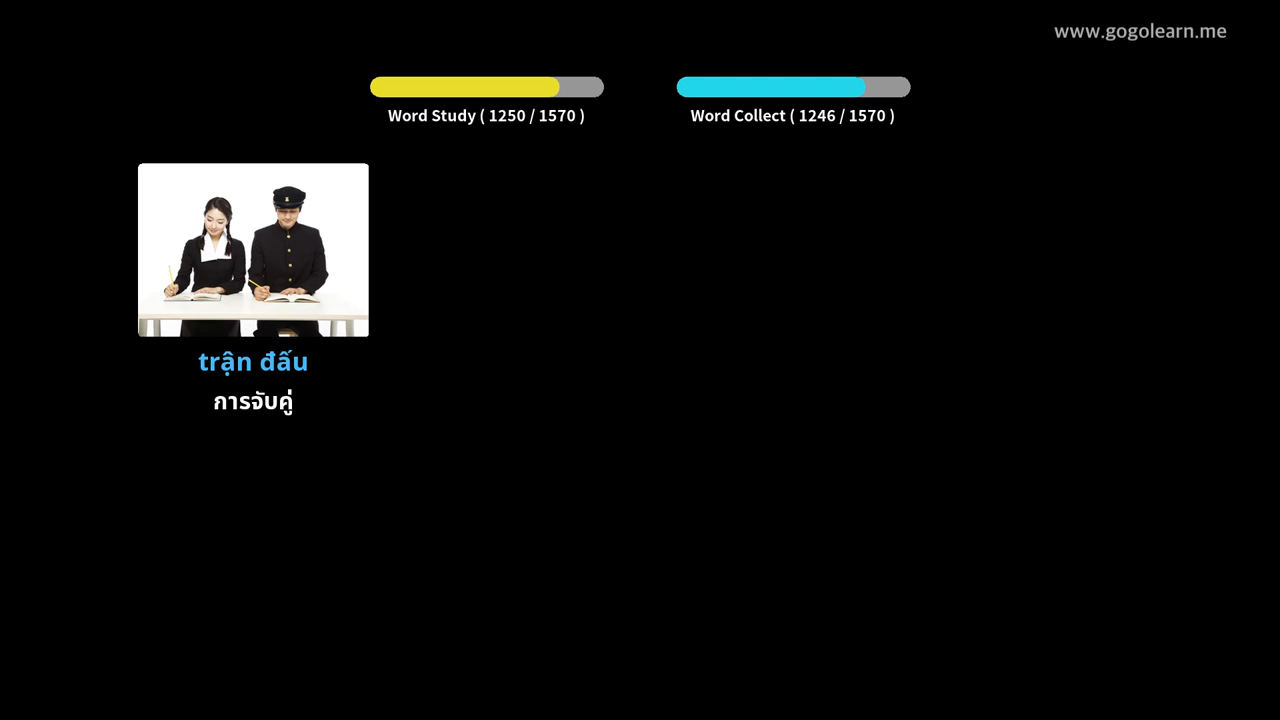 www.gogolearn.me
Word Study ( 1250 / 1570 )
Word Collect ( 1246 / 1570 )
trận đấu
การจับคู่